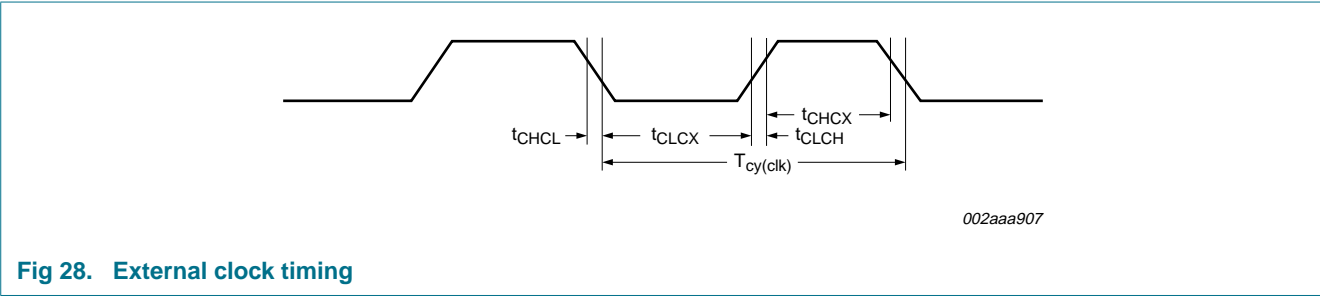 tCHCX
tCHCL
tCLCX
tCLCH
Tcy(clk)
002aaa907
Fig 28. External clock timing